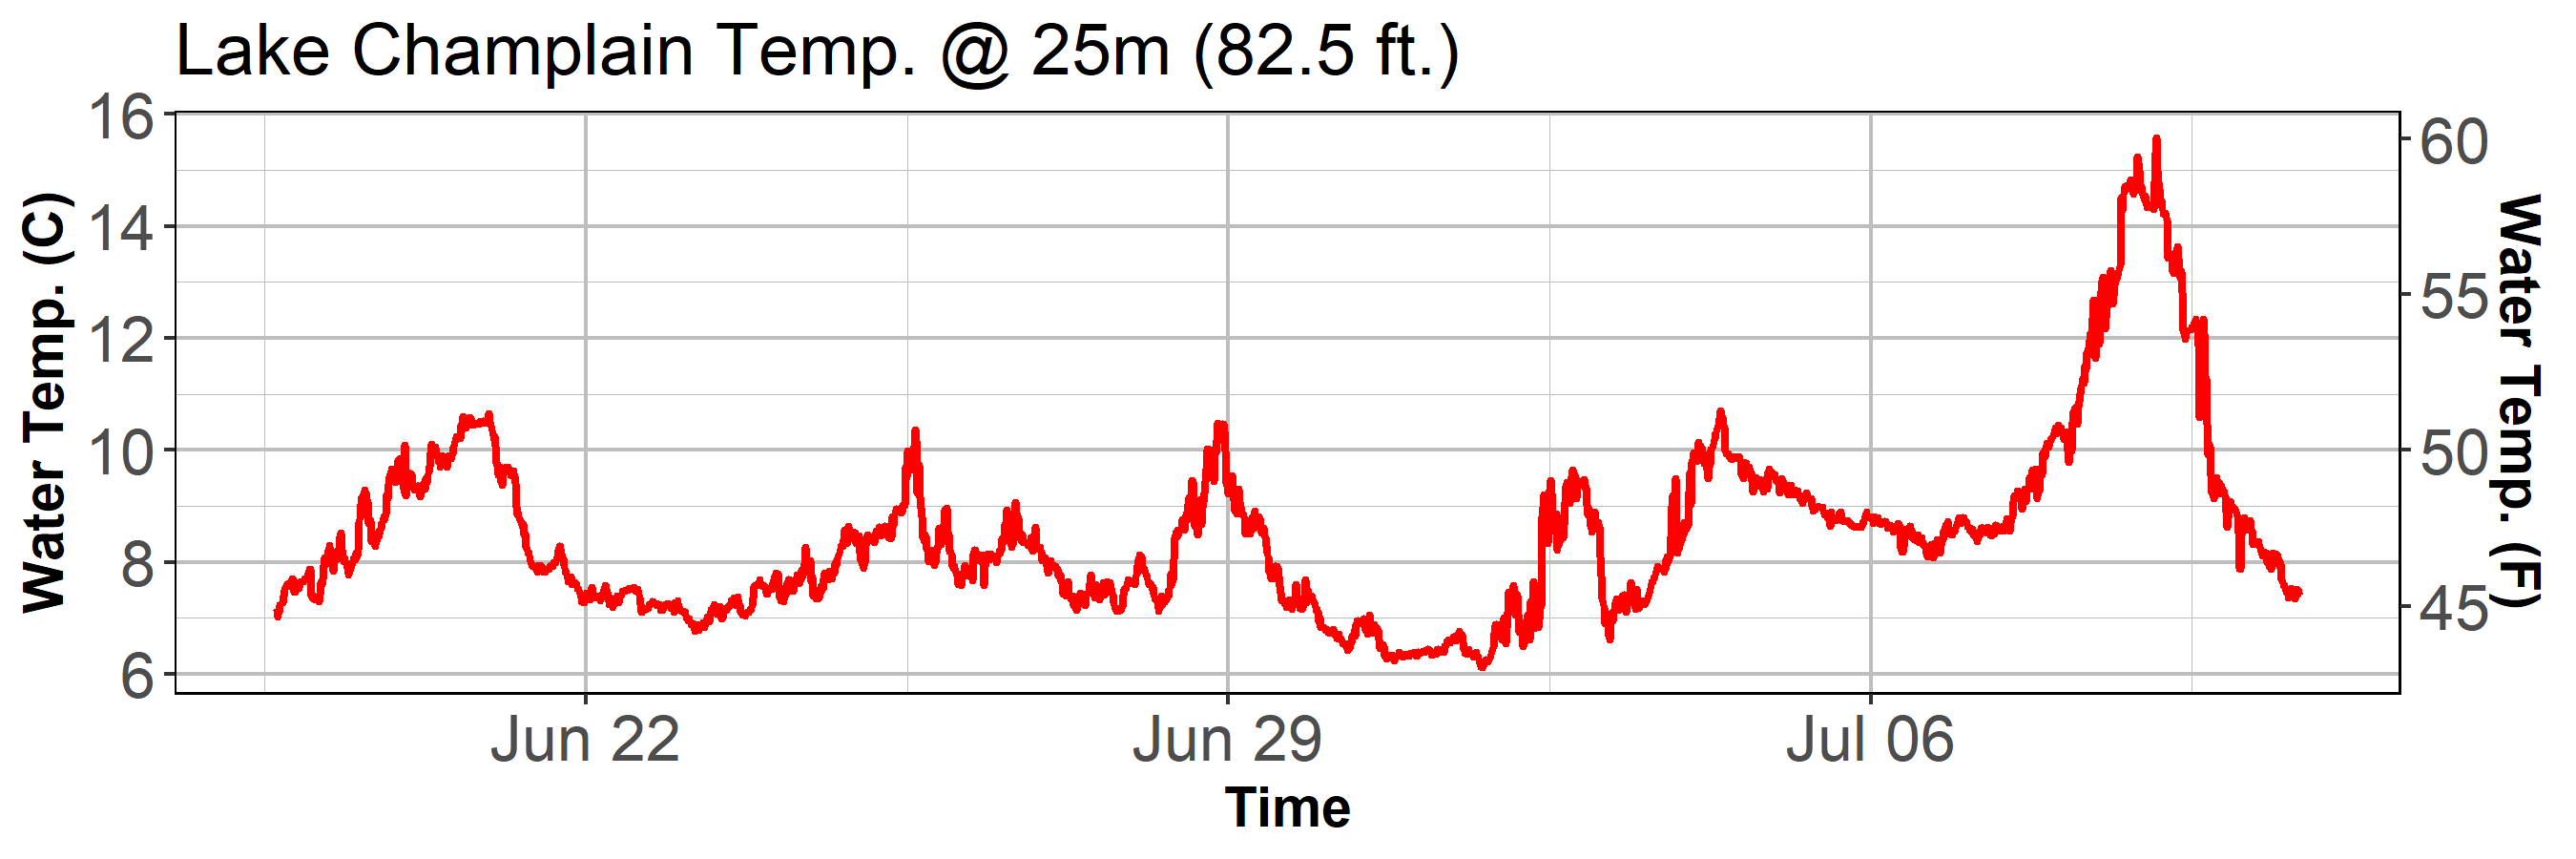 Lake Champlain Temp. @ 25m (82.5 ft.)
Water Temp. (C)
16
14
12
10
8
6
60
55
50
45
Water Temp. (F)
Jun 22
Jun 29
Jul 06
Time